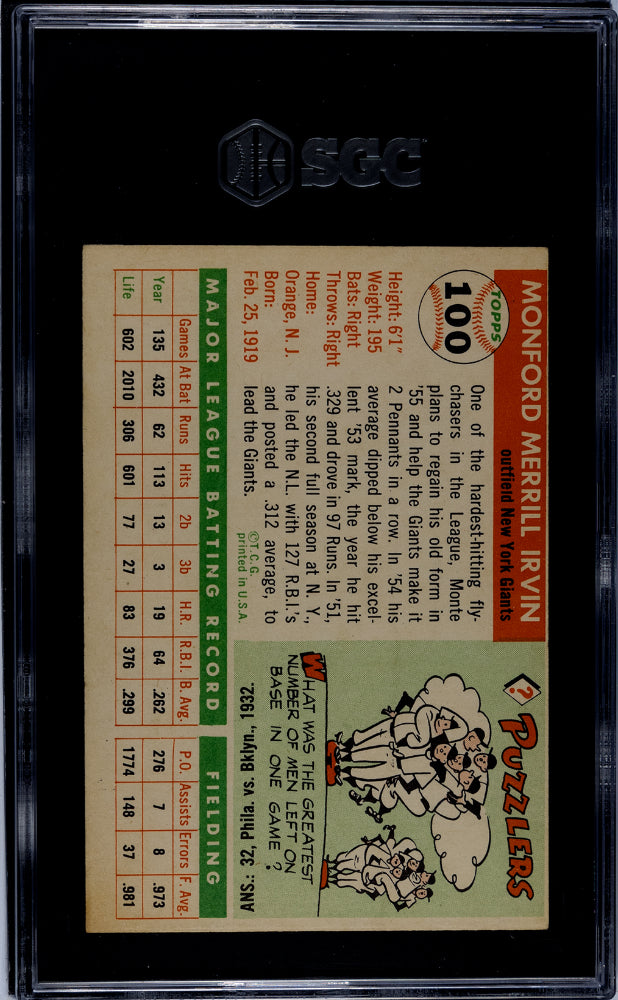 SGC
MONFORD MERRILL IRVIN
outfield New York Giants
TOPPS
100
Height: 6'1"
Weight: 195
Bats: Right
Throws: Right
Home:
Orange, N. J.
Born:
Feb. 25, 1919
One of the hardest-hitting fly-
chasers in the League, Monte
plans to regain his old form in
'55 and help the Giants make it
2 Pennants in a row. In '54 his
average dipped below his excel-
lent '53 mark, the year he hit
.329 and drove in 97 Runs. In '51,
his second full season at N. Y.,
he led the N.L. with 127 R.B.I.'s
and posted a .312 average, to
lead the Giants.
©T.C.G.
printed in U.S.A.
?
PUZZLERS
WHAT WAS THE GREATEST
NUMBER OF MEN LEFT ON
BASE IN ONE GAME?
ANS.: 32, Phila. vs. Bklyn., 1932.
MAJOR LEAGUE BATTING RECORD FIELDING
Games At Bat Runs Hits 2b 3b H.R. R.B.I. B. Avg. P.O. Assists Errors F. Avg.
Year 135 432 62 113 13 3 19 64 .262 276 7 8 .973
Life 602 2010 306 601 77 27 83 376 .299 1774 148 37 .981